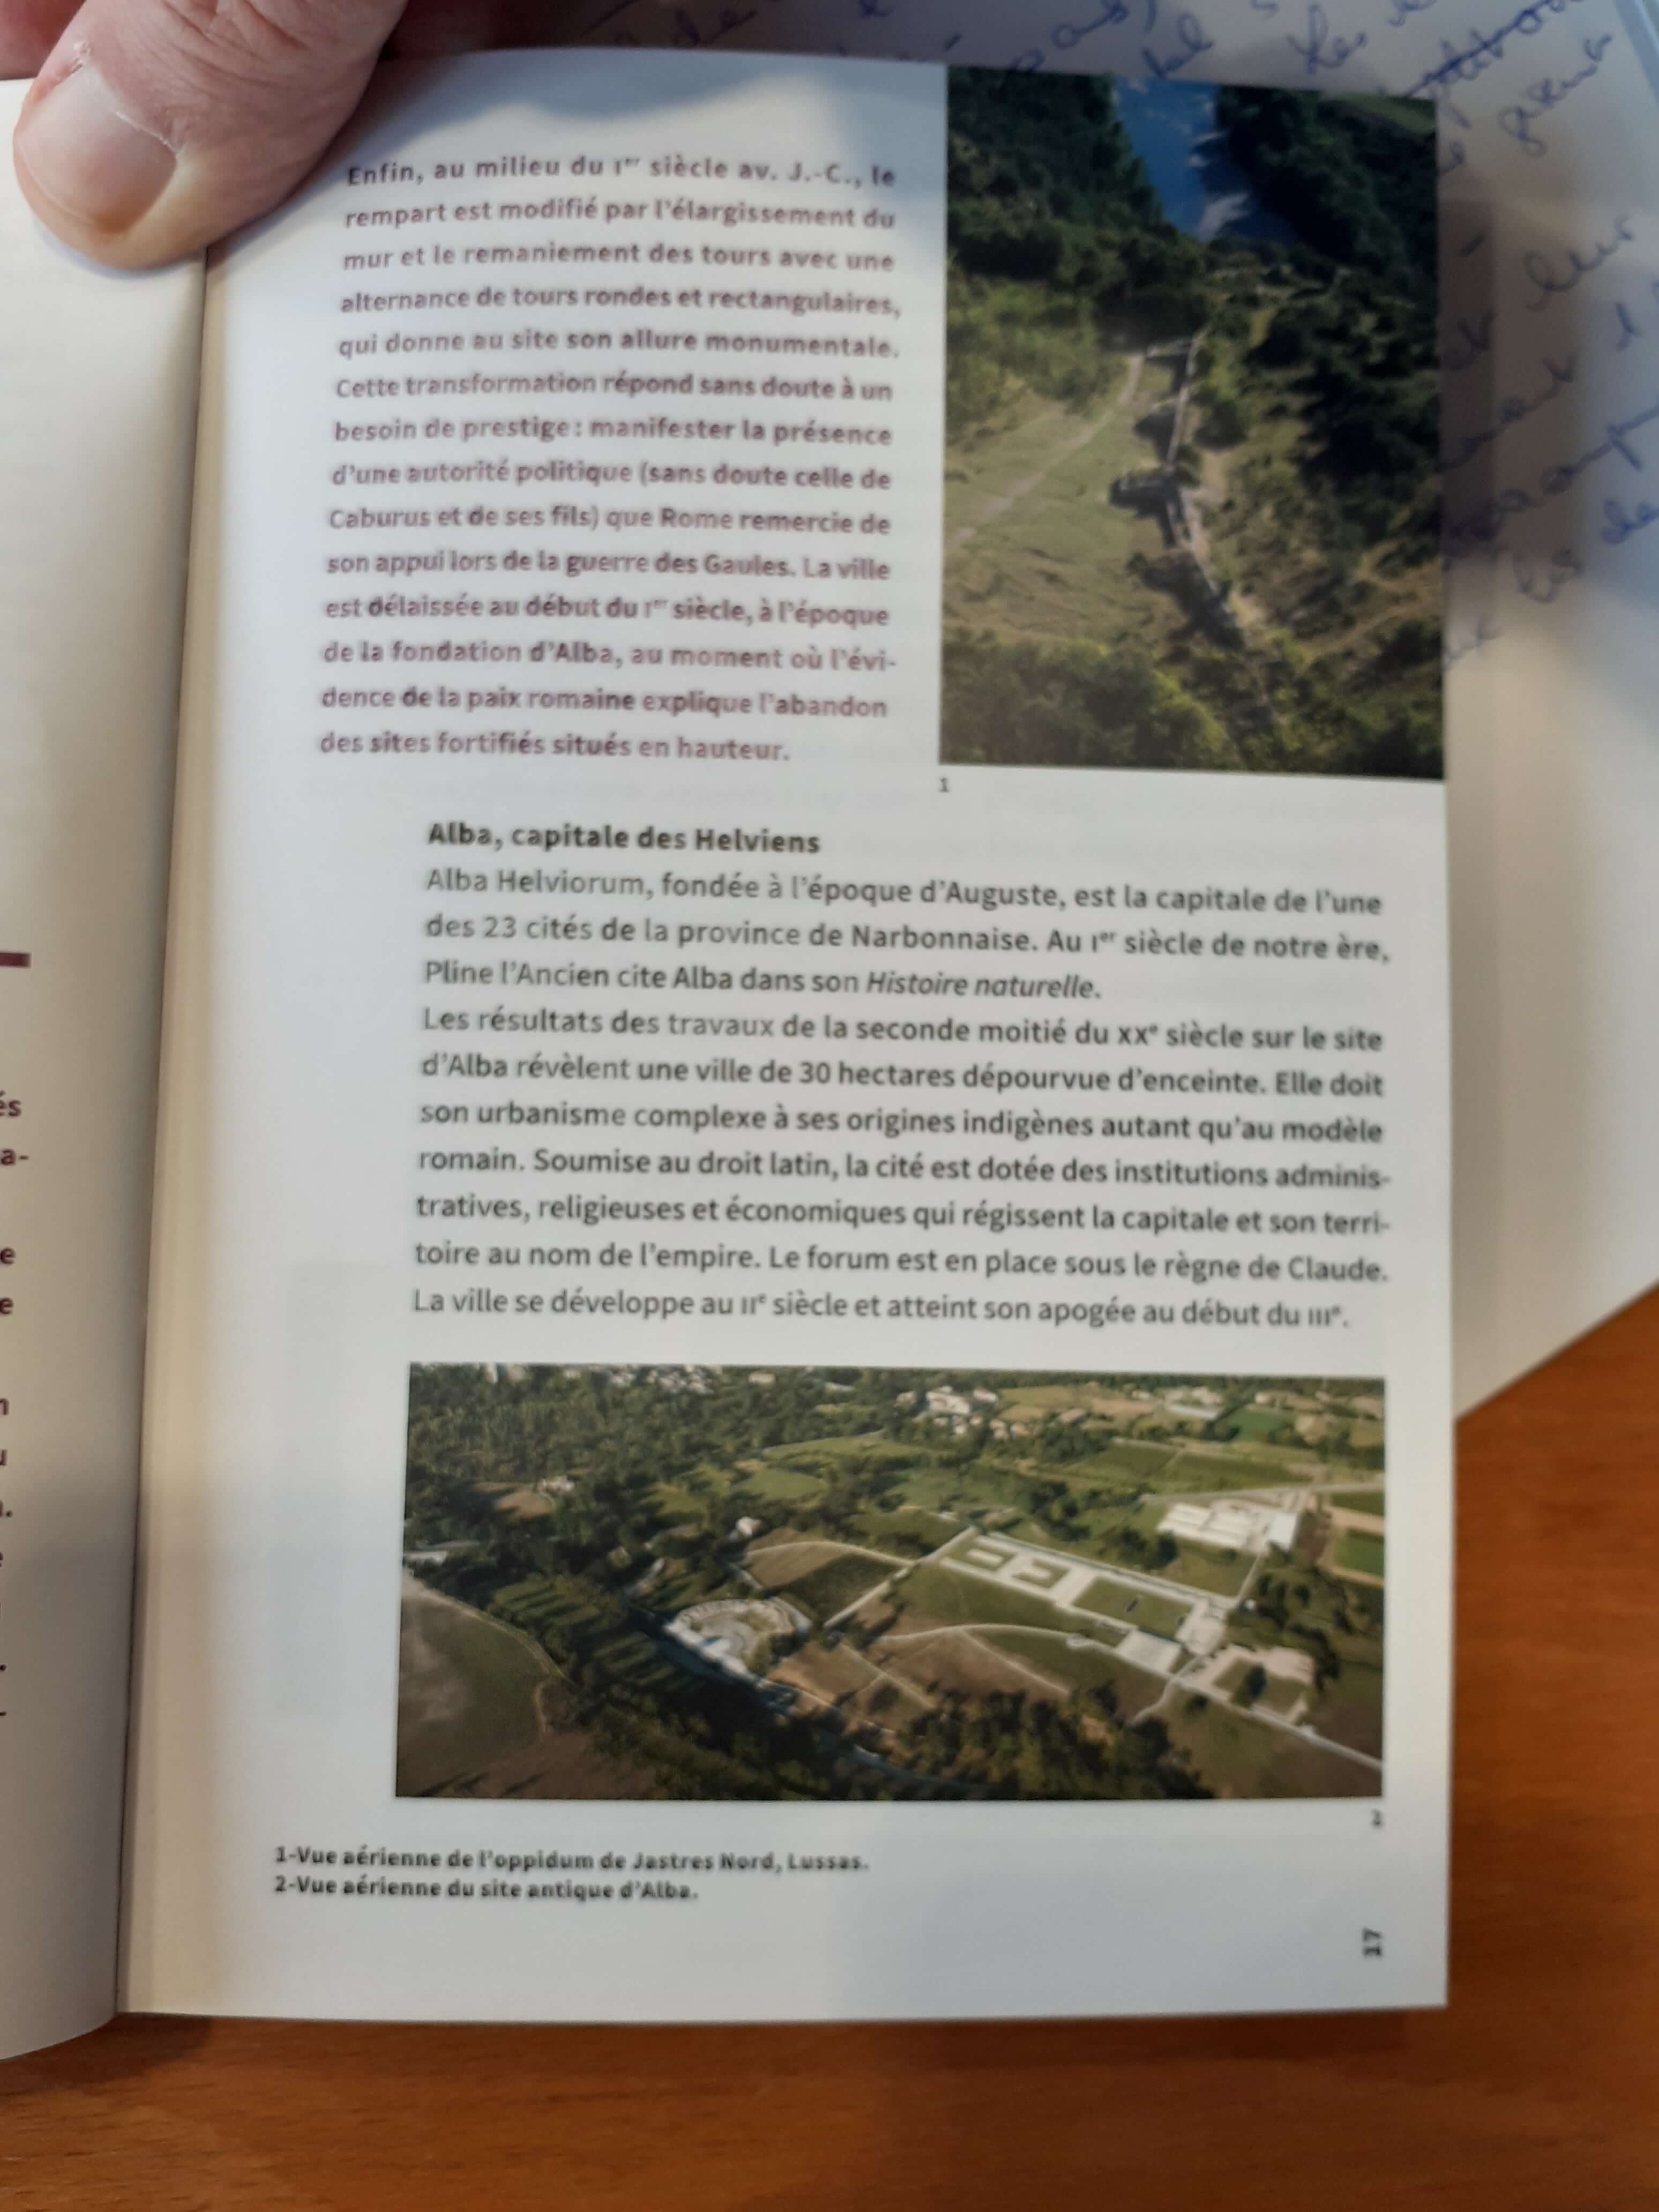 Enfin, au milieu du Ier siècle av. J.-C., le
rempart est modifié par l'élargissement du
mur et le remaniement des tours avec une
alternance de tours rondes et rectangulaires,
qui donne au site son allure monumentale.
Cette transformation répond sans doute à un
besoin de prestige : manifester la présence
d'une autorité politique (sans doute celle de
Caburus et de ses fils) que Rome remercie de
son appui lors de la guerre des Gaules. La ville
est délaissée au début du Ier siècle, à l'époque
de la fondation d'Alba, au moment où l'évi-
dence de la paix romaine explique l'abandon
des sites fortifiés situés en hauteur.
1
Alba, capitale des Helviens
Alba Helviorum, fondée à l'époque d'Auguste, est la capitale de l'une
des 23 cités de la province de Narbonnaise. Au Ier siècle de notre ère,
Pline l'Ancien cite Alba dans son Histoire naturelle.
Les résultats des travaux de la seconde moitié du XXe siècle sur le site
d'Alba révèlent une ville de 30 hectares dépourvue d'enceinte. Elle doit
son urbanisme complexe à ses origines indigènes autant qu'au modèle
romain. Soumise au droit latin, la cité est dotée des institutions adminis-
tratives, religieuses et économiques qui régissent la capitale et son terri-
toire au nom de l'empire. Le forum est en place sous le règne de Claude.
La ville se développe au IIe siècle et atteint son apogée au début du IIIe.
2
1-Vue aérienne de l'oppidum de Jastres Nord, Lussas.
2-Vue aérienne du site antique d'Alba.
17